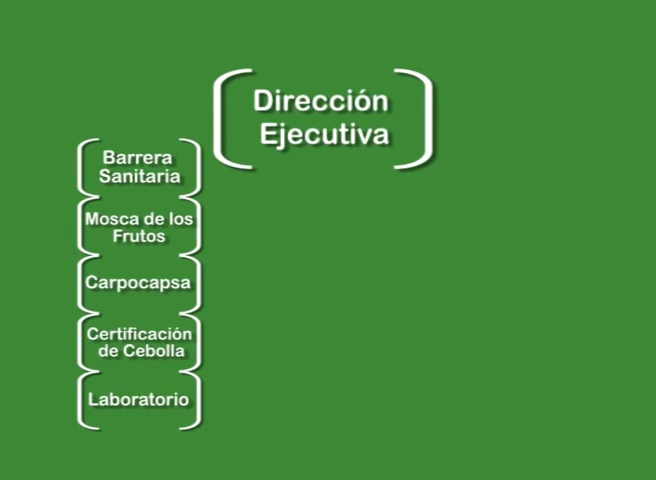 Dirección
Ejecutiva
Barrera
Sanitaria
Mosca de los
Frutos
Carpocapsa
Certificación
de Cebolla
Laboratorio